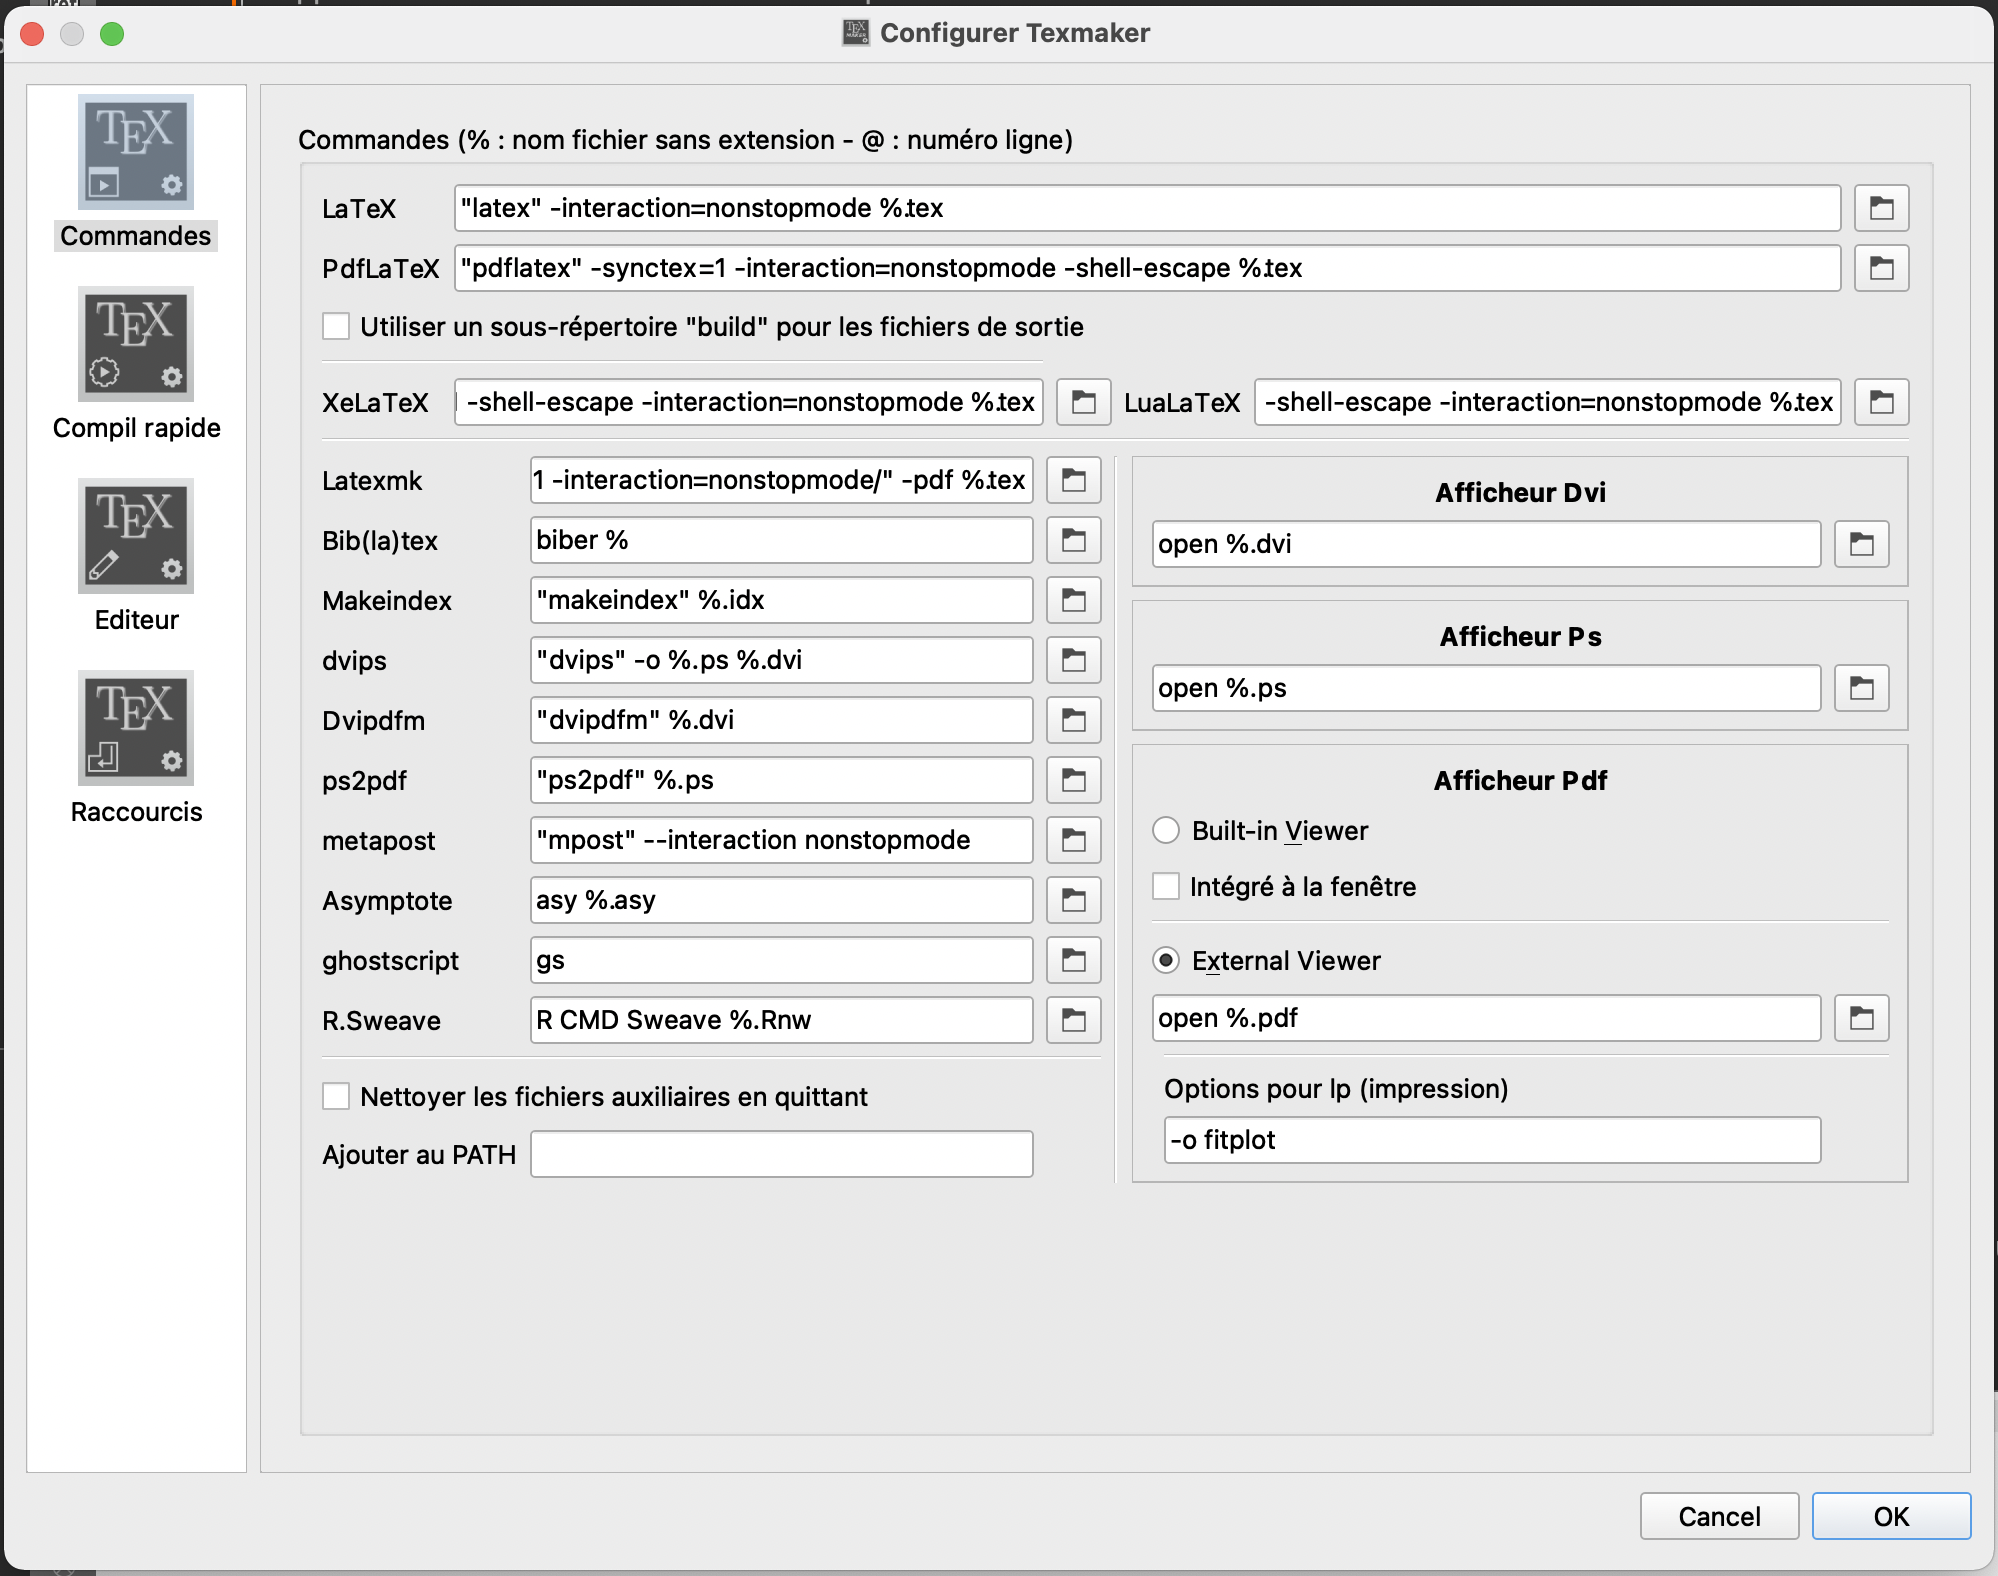 Configurer Texmaker
Commandes
Compil rapide
Editeur
Raccourcis
Commandes (% : nom fichier sans extension - @ : numéro ligne)
LaTeX "latex" -interaction=nonstopmode %.tex
PdfLaTeX "pdflatex" -synctex=1 -interaction=nonstopmode -shell-escape %.tex
Utiliser un sous-répertoire "build" pour les fichiers de sortie
XeLaTeX -shell-escape -interaction=nonstopmode %.tex LuaLaTeX -shell-escape -interaction=nonstopmode %.tex
Latexmk 1 -interaction=nonstopmode/" -pdf %.tex
Bib(la)tex biber %
Makeindex "makeindex" %.idx
dvips "dvips" -o %.ps %.dvi
Dvipdfm "dvipdfm" %.dvi
ps2pdf "ps2pdf" %.ps
metapost "mpost" --interaction nonstopmode
Asymptote asy %.asy
ghostscript gs
R.Sweave R CMD Sweave %.Rnw
Nettoyer les fichiers auxiliaires en quittant
Ajouter au PATH
Afficheur Dvi
open %.dvi
Afficheur Ps
open %.ps
Afficheur Pdf
Built-in Viewer
Intégré à la fenêtre
External Viewer
open %.pdf
Options pour lp (impression)
-o fitplot
Cancel OK